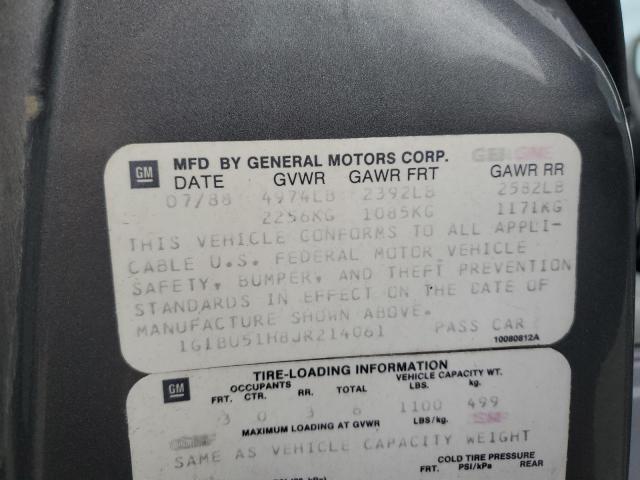 GM MFD BY GENERAL MOTORS CORP.
DATE GVWR GAWR FRT GAWR RR
07/88 4974LB 2392LB 2582LB
2256KG 1085KG 1171KG
THIS VEHICLE CONFORMS TO ALL APPLI-
CABLE U.S. FEDERAL MOTOR VEHICLE
SAFETY, BUMPER, AND THEFT PREVENTION
STANDARDS IN EFFECT ON THE DATE OF
MANUFACTURE SHOWN ABOVE.
1G1BU51H8JR214061 PASS CAR
10080812A
GM TIRE-LOADING INFORMATION
OCCUPANTS VEHICLE CAPACITY WT.
FRT. CTR. RR. TOTAL LBS. kg.
3 0 3 6 1100 499
MAXIMUM LOADING AT GVWR LBS/kg.
SAME AS VEHICLE CAPACITY WEIGHT
COLD TIRE PRESSURE
FRT. PSI/kPa REAR